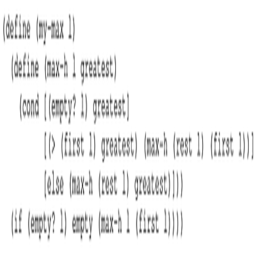 (define (my-max l)
(define (max-h l greatest)
(cond [(empty? l) greatest]
[(> (first l) greatest) (max-h (rest l) (first l))]
[else (max-h (rest l) greatest)]))
(if (empty? l) empty (max-h l (first l))))